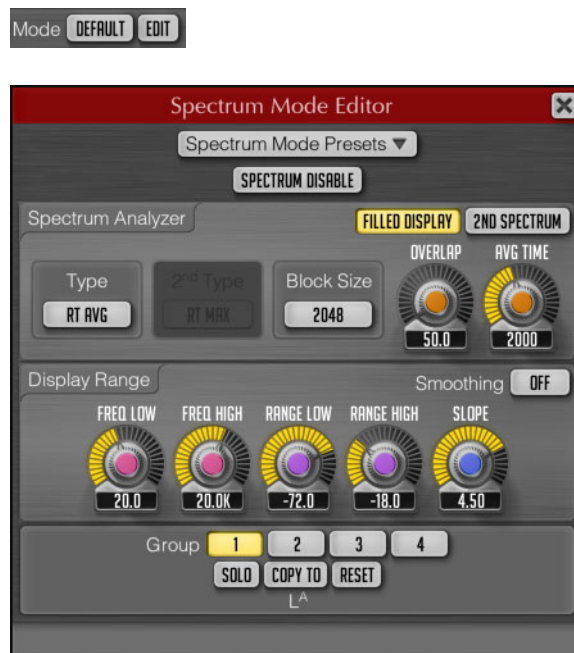 Mode DEFAULT EDIT
Spectrum Mode Editor
Spectrum Mode Presets
SPECTRUM DISABLE
Spectrum Analyzer FILLED DISPLAY 2ND SPECTRUM
OVERLAP AVG TIME
Type 2nd Type Block Size
RT AVG RT MAX 2048
50.0 2000
Display Range Smoothing OFF
FREQ LOW FREQ HIGH RANGE LOW RANGE HIGH SLOPE
20.0 20.0K -72.0 -18.0 4.50
Group 1 2 3 4
SOLO COPY TO RESET
LA